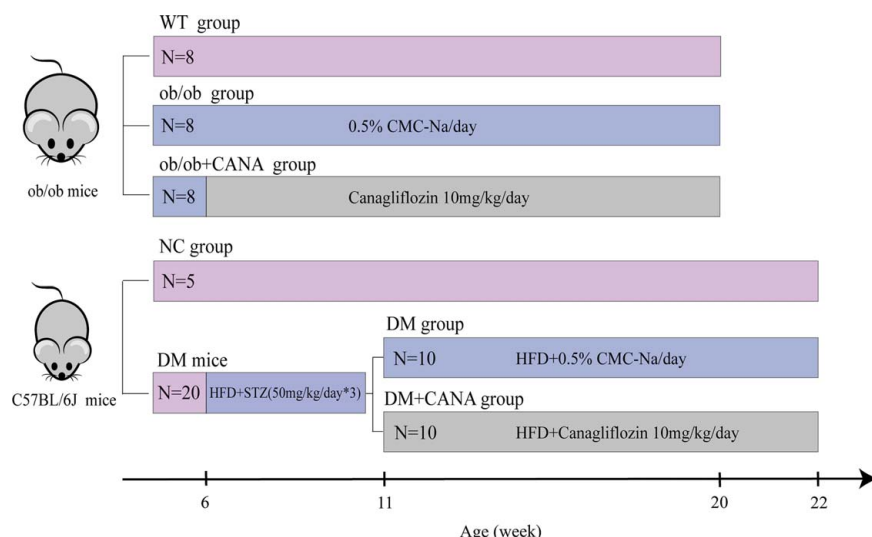 WT group
N=8
ob/ob group
N=8 0.5% CMC-Na/day
ob/ob+CANA group
N=8 Canagliflozin 10mg/kg/day
ob/ob mice
NC group
N=5
DM group
N=10 HFD+0.5% CMC-Na/day
DM mice
N=20 HFD+STZ(50mg/kg/day*3)
DM+CANA group
N=10 HFD+Canagliflozin 10mg/kg/day
C57BL/6J mice
6 11 20 22
Age (week)